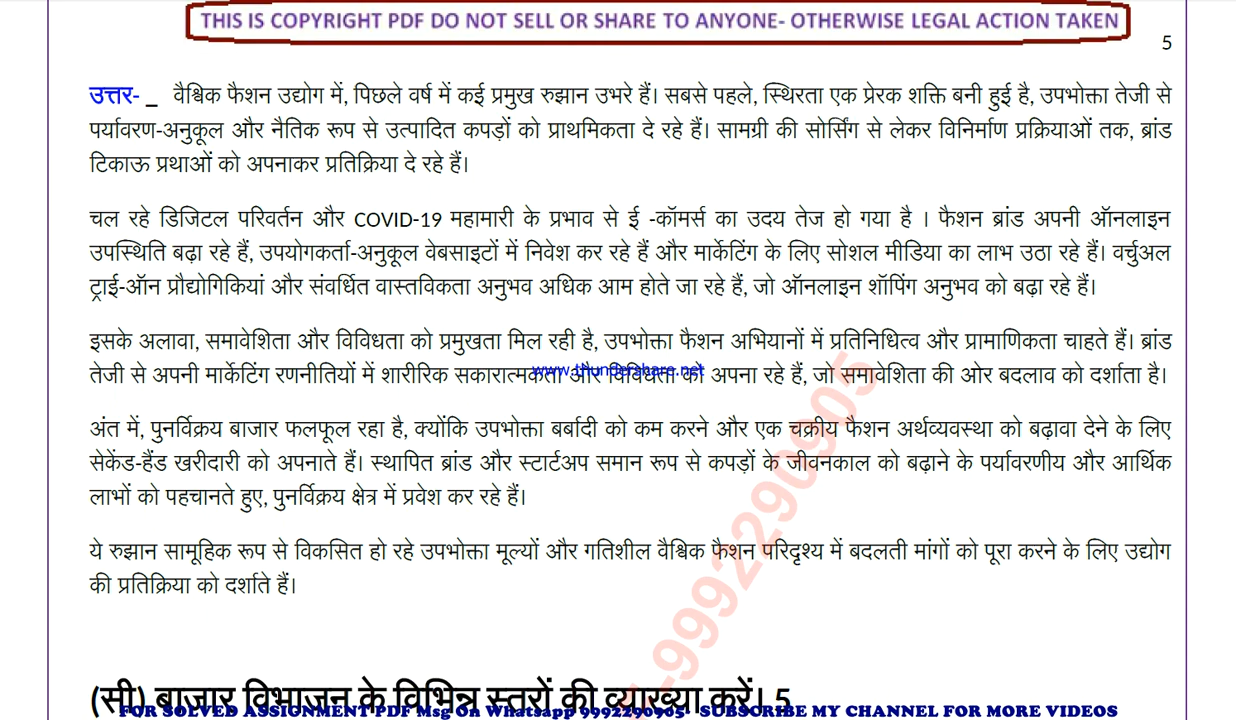 THIS IS COPYRIGHT PDF DO NOT SELL OR SHARE TO ANYONE- OTHERWISE LEGAL ACTION TAKEN
5
उत्तर- _ वैश्विक फैशन उद्योग में, पिछले वर्ष में कई प्रमुख रुझान उभरे हैं। सबसे पहले, स्थिरता एक प्रेरक शक्ति बनी हुई है, उपभोक्ता तेजी से
पर्यावरण-अनुकूल और नैतिक रूप से उत्पादित कपड़ों को प्राथमिकता दे रहे हैं। सामग्री की सोर्सिंग से लेकर विनिर्माण प्रक्रियाओं तक, ब्रांड
टिकाऊ प्रथाओं को अपनाकर प्रतिक्रिया दे रहे हैं।
चल रहे डिजिटल परिवर्तन और COVID-19 महामारी के प्रभाव से ई -कॉमर्स का उदय तेज हो गया है । फैशन ब्रांड अपनी ऑनलाइन
उपस्थिति बढ़ा रहे हैं, उपयोगकर्ता-अनुकूल वेबसाइटों में निवेश कर रहे हैं और मार्केटिंग के लिए सोशल मीडिया का लाभ उठा रहे हैं। वर्चुअल
ट्राई-ऑन प्रौद्योगिकियां और संवर्धित वास्तविकता अनुभव अधिक आम होते जा रहे हैं, जो ऑनलाइन शॉपिंग अनुभव को बढ़ा रहे हैं।
इसके अलावा, समावेशिता और विविधता को प्रमुखता मिल रही है, उपभोक्ता फैशन अभियानों में प्रतिनिधित्व और प्रामाणिकता चाहते हैं। ब्रांड
तेजी से अपनी मार्केटिंग रणनीतियों में शारीरिक सकारात्मकता और विविधता को अपना रहे हैं, जो समावेशिता की ओर बदलाव को दर्शाता है।
www.thundershare.net
अंत में, पुनर्विक्रय बाजार फलफूल रहा है, क्योंकि उपभोक्ता बर्बादी को कम करने और एक चक्रीय फैशन अर्थव्यवस्था को बढ़ावा देने के लिए
सेकेंड-हैंड खरीदारी को अपनाते हैं। स्थापित ब्रांड और स्टार्टअप समान रूप से कपड़ों के जीवनकाल को बढ़ाने के पर्यावरणीय और आर्थिक
लाभों को पहचानते हुए, पुनर्विक्रय क्षेत्र में प्रवेश कर रहे हैं।
ये रुझान सामूहिक रूप से विकसित हो रहे उपभोक्ता मूल्यों और गतिशील वैश्विक फैशन परिदृश्य में बदलती मांगों को पूरा करने के लिए उद्योग
की प्रतिक्रिया को दर्शाते हैं।
-9992290905
(सी) बाजार विभाजन के विभिन्न स्तरों की व्याख्या करें। 5
FOR SOLVED ASSIGNMENT PDF Msg On Whatsapp 9992290905- SUBSCRIBE MY CHANNEL FOR MORE VIDEOS